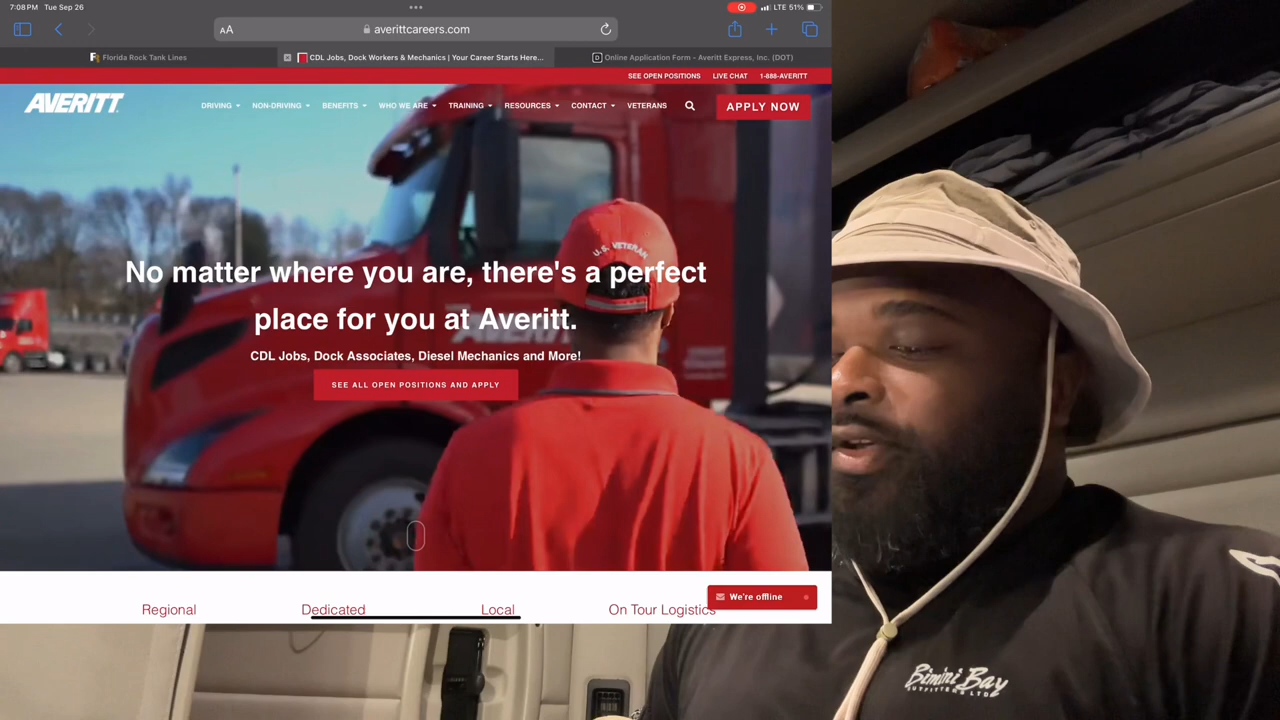 7:08 PM Tue Sep 26
LTE 51%
AA
averittcareers.com
Florida Rock Tank Lines
CDL Jobs, Dock Workers & Mechanics | Your Career Starts Here...
D Online Application Form - Averitt Express, Inc. (DOT)
SEE OPEN POSITIONS LIVE CHAT 1-888-AVERITT
AVERITT
DRIVING NON-DRIVING BENEFITS WHO WE ARE TRAINING RESOURCES CONTACT VETERANS
APPLY NOW
U.S. VETERAN
No matter where you are, there's a perfect
place for you at Averitt.
CDL Jobs, Dock Associates, Diesel Mechanics and More!
SEE ALL OPEN POSITIONS AND APPLY
We're offline
Regional Dedicated Local On Tour Logistics
Bimini Bay
OUTFITTERS LTD